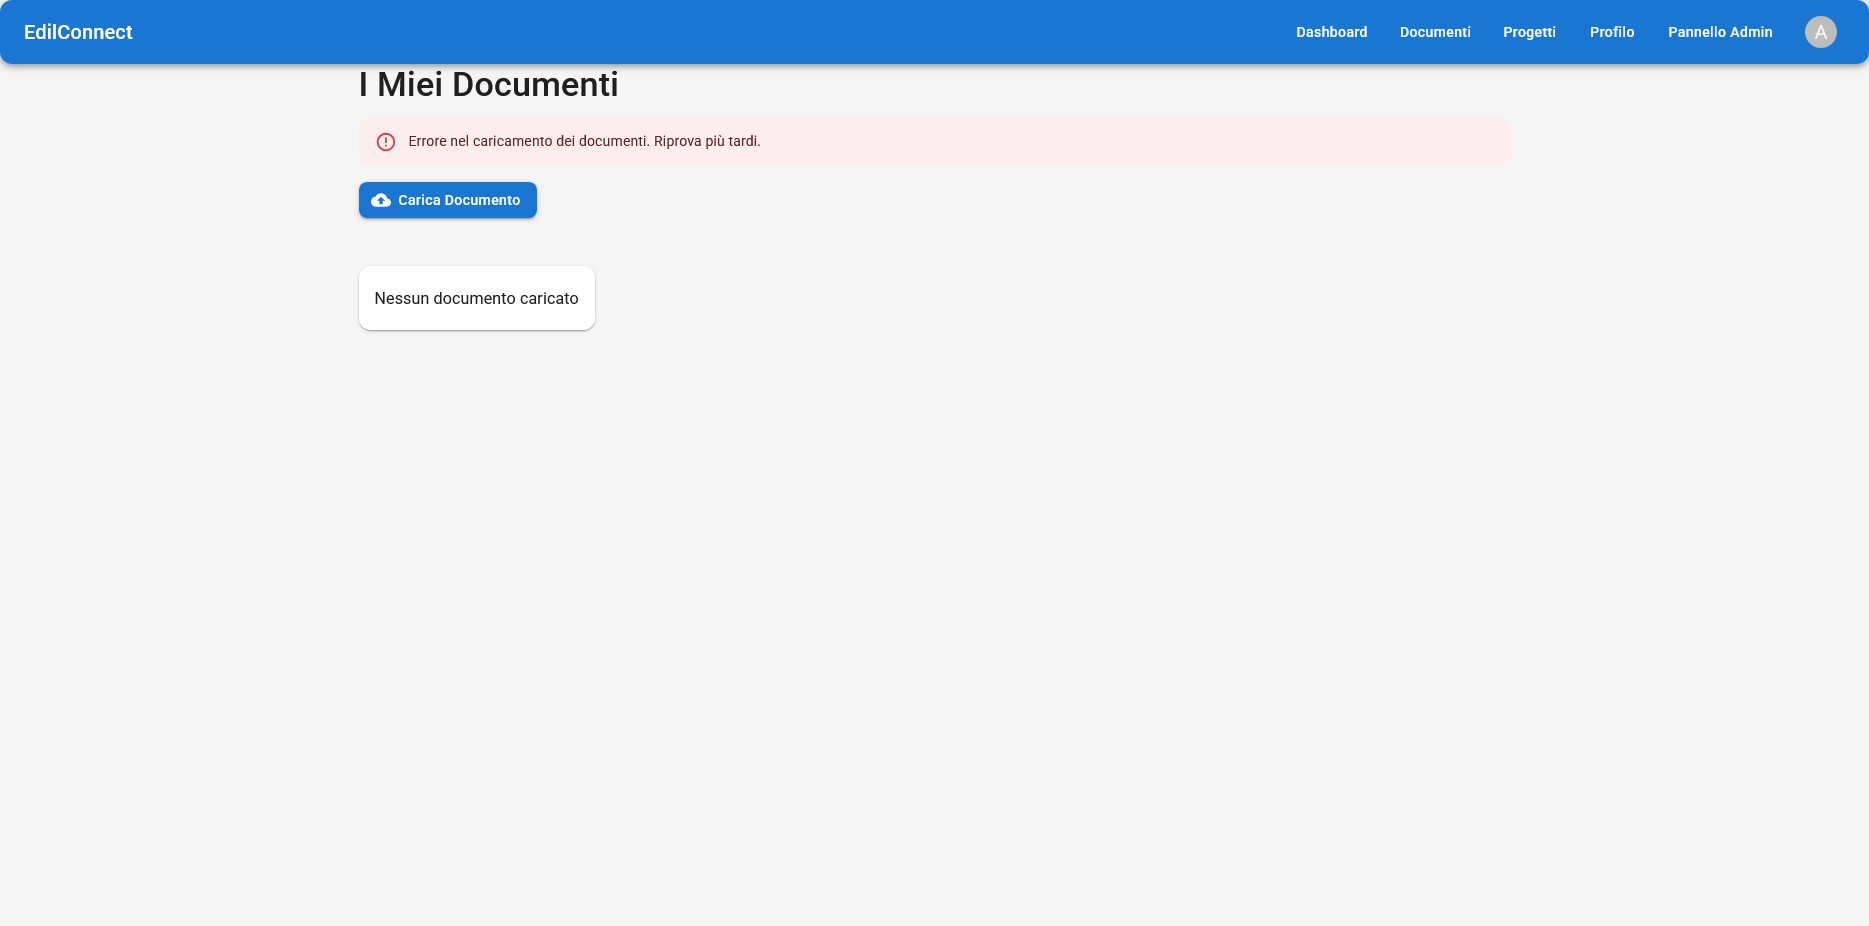 EdilConnect
Dashboard
Documenti
Progetti
Profilo
Pannello Admin
A
I Miei Documenti
Errore nel caricamento dei documenti. Riprova più tardi.
Carica Documento
Nessun documento caricato